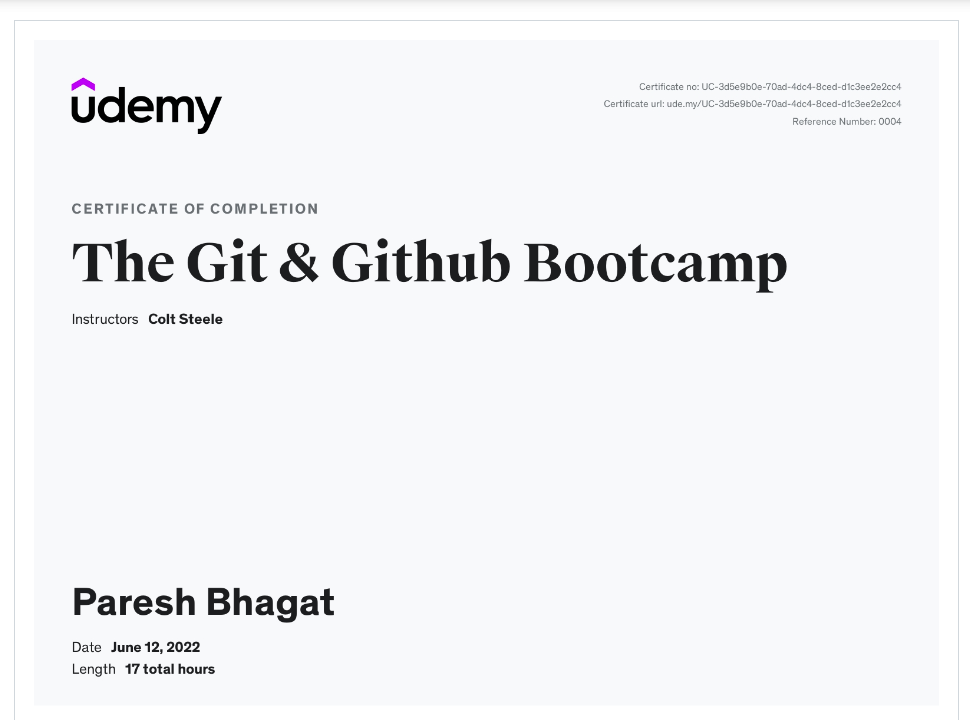 udemy
Certificate no: UC-3d5e9b0e-70ad-4dc4-8ced-d1c3ee2e2cc4
Certificate url: ude.my/UC-3d5e9b0e-70ad-4dc4-8ced-d1c3ee2e2cc4
Reference Number: 0004
CERTIFICATE OF COMPLETION
The Git & Github Bootcamp
Instructors Colt Steele
Paresh Bhagat
Date June 12, 2022
Length 17 total hours